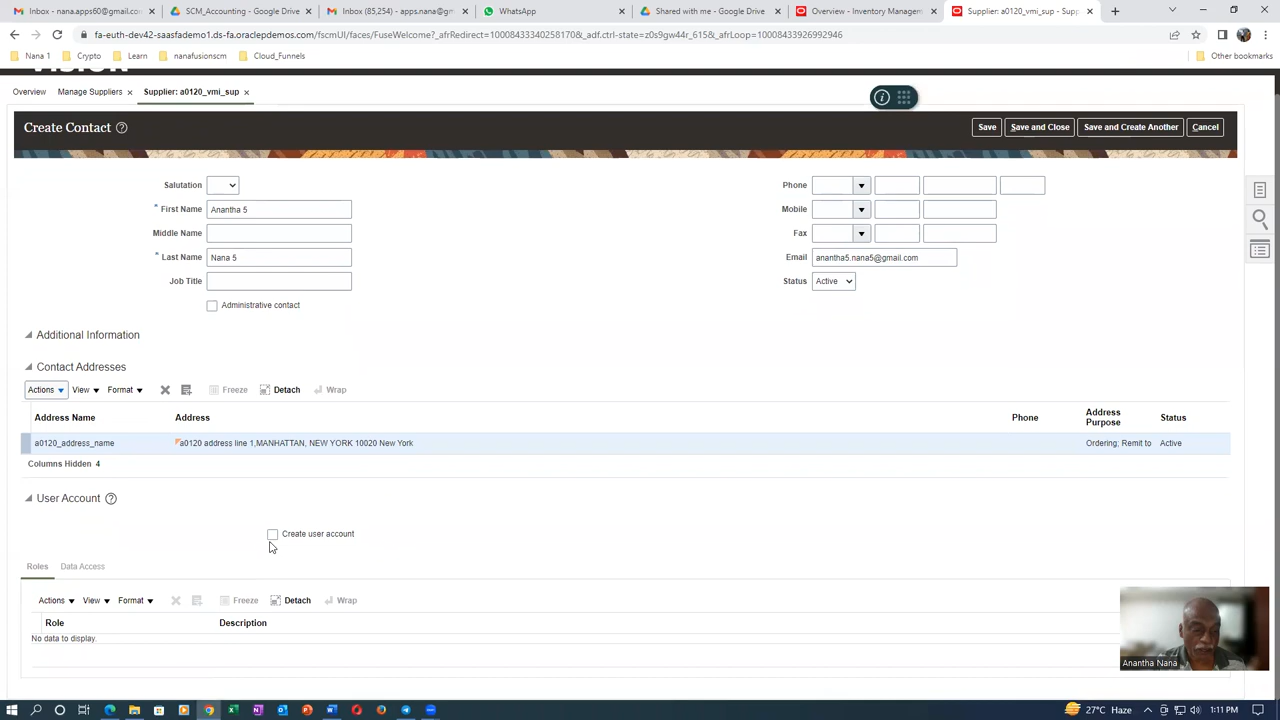 Inbox - nana.apps60@gmail.com
SCM_Accounting - Google Drive
Inbox (85,254) - apps.nana@gm
WhatsApp
Shared with me - Google Drive
Overview - Inventory Managem
Supplier: a0120_vmi_sup - Supp
fa-euth-dev42-saasfademo1.ds-fa.oraclepdemos.com/fscmUI/faces/FuseWelcome?_afrRedirect=10008433340258170&_adf.ctrl-state=z0s9gw44r_615&_afrLoop=10008433926992946
Nana 1
Crypto
Learn
nanafusionscm
Cloud_Funnels
Other bookmarks
Overview
Manage Suppliers
Supplier: a0120_vmi_sup
Create Contact
Save
Save and Close
Save and Create Another
Cancel
Salutation
Phone
First Name Anantha 5
Mobile
Middle Name
Fax
Last Name Nana 5
Email anantha5.nana5@gmail.com
Job Title
Status Active
Administrative contact
Additional Information
Contact Addresses
Actions View Format Freeze Detach Wrap
Address Name Address Phone Address Purpose Status
a0120_address_name a0120 address line 1,MANHATTAN, NEW YORK 10020 New York Ordering; Remit to Active
Columns Hidden 4
User Account
Create user account
Roles Data Access
Actions View Format Freeze Detach Wrap
Role Description
No data to display.
Anantha Nana
27°C Haze
1:11 PM